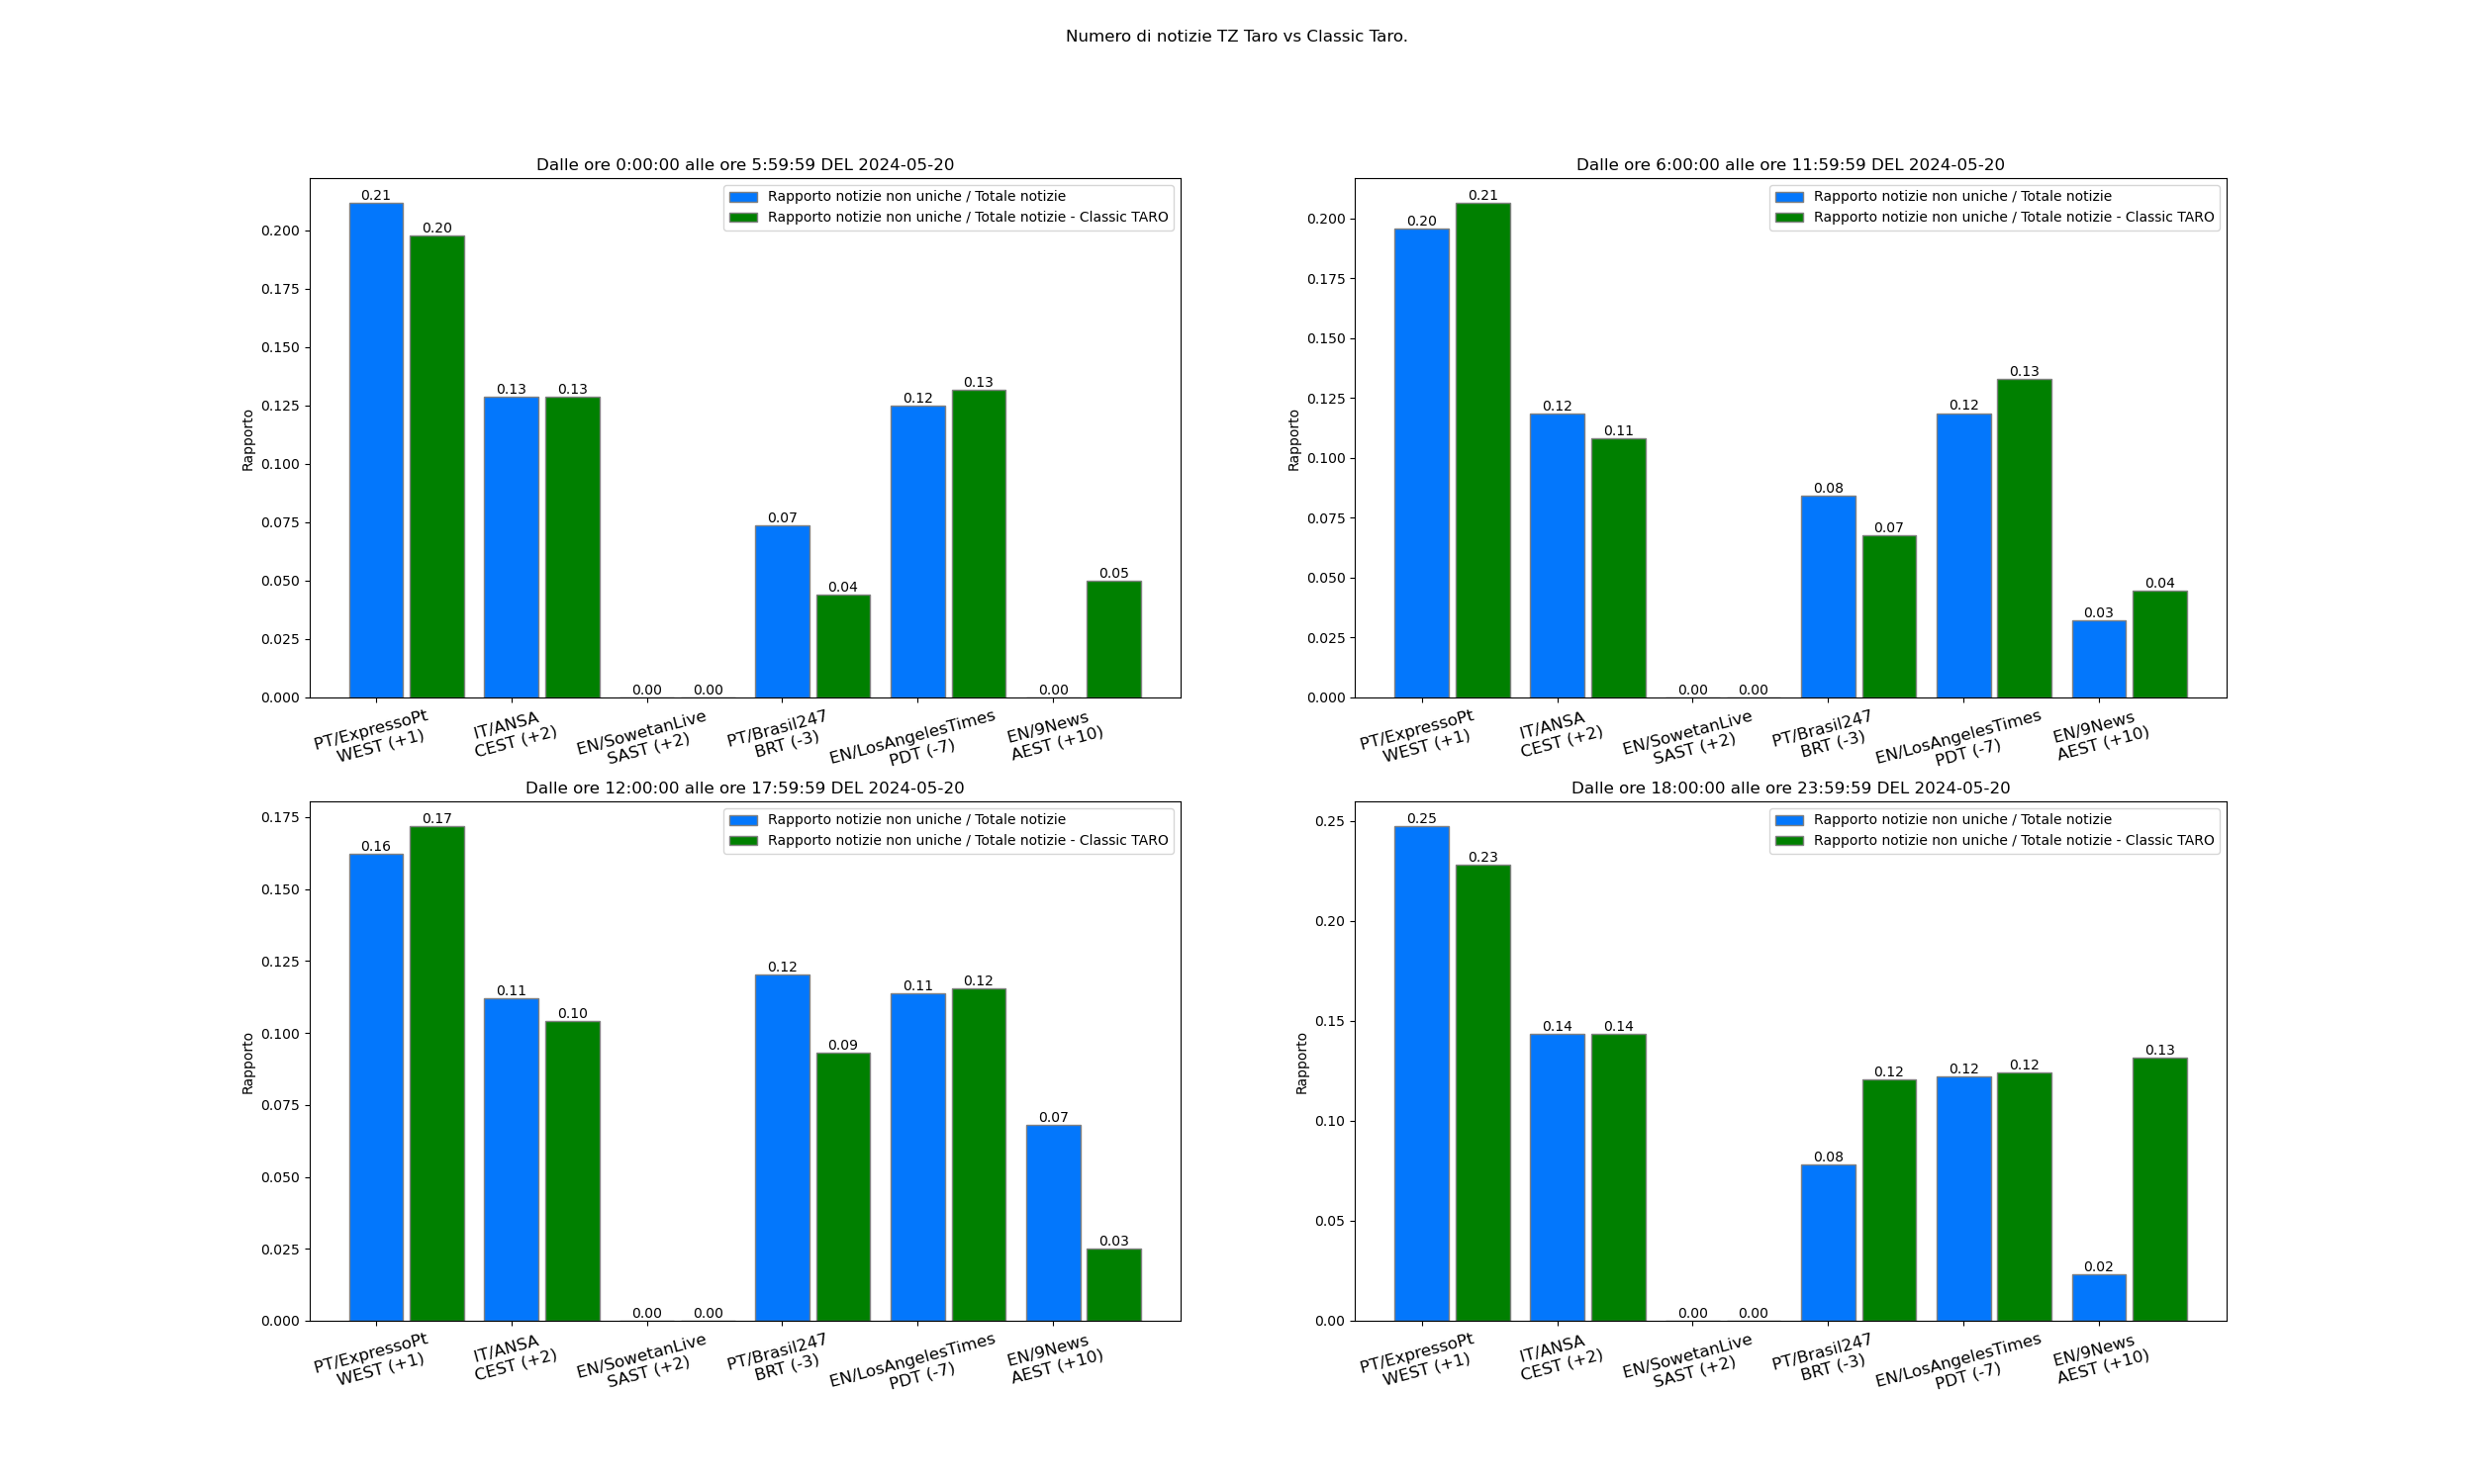 Numero di notizie TZ Taro vs Classic Taro.
Dalle ore 0:00:00 alle ore 5:59:59 DEL 2024-05-20
Rapporto notizie non uniche / Totale notizie
Rapporto notizie non uniche / Totale notizie - Classic TARO
Rapporto
0.200
0.175
0.150
0.125
0.100
0.075
0.050
0.025
0.000
0.21
0.20
0.13
0.13
0.00
0.00
0.07
0.04
0.12
0.13
0.00
0.05
PT/ExpressoPt
WEST (+1)
IT/ANSA
CEST (+2)
EN/SowetanLive
SAST (+2)
PT/Brasil247
BRT (-3)
EN/LosAngelesTimes
PDT (-7)
EN/9News
AEST (+10)
Dalle ore 6:00:00 alle ore 11:59:59 DEL 2024-05-20
Rapporto notizie non uniche / Totale notizie
Rapporto notizie non uniche / Totale notizie - Classic TARO
Rapporto
0.200
0.175
0.150
0.125
0.100
0.075
0.050
0.025
0.000
0.20
0.21
0.12
0.11
0.00
0.00
0.08
0.07
0.12
0.13
0.03
0.04
PT/ExpressoPt
WEST (+1)
IT/ANSA
CEST (+2)
EN/SowetanLive
SAST (+2)
PT/Brasil247
BRT (-3)
EN/LosAngelesTimes
PDT (-7)
EN/9News
AEST (+10)
Dalle ore 12:00:00 alle ore 17:59:59 DEL 2024-05-20
Rapporto notizie non uniche / Totale notizie
Rapporto notizie non uniche / Totale notizie - Classic TARO
Rapporto
0.175
0.150
0.125
0.100
0.075
0.050
0.025
0.000
0.16
0.17
0.11
0.10
0.00
0.00
0.12
0.09
0.11
0.12
0.07
0.03
PT/ExpressoPt
WEST (+1)
IT/ANSA
CEST (+2)
EN/SowetanLive
SAST (+2)
PT/Brasil247
BRT (-3)
EN/LosAngelesTimes
PDT (-7)
EN/9News
AEST (+10)
Dalle ore 18:00:00 alle ore 23:59:59 DEL 2024-05-20
Rapporto notizie non uniche / Totale notizie
Rapporto notizie non uniche / Totale notizie - Classic TARO
Rapporto
0.25
0.20
0.15
0.10
0.05
0.00
0.25
0.23
0.14
0.14
0.00
0.00
0.08
0.12
0.12
0.12
0.02
0.13
PT/ExpressoPt
WEST (+1)
IT/ANSA
CEST (+2)
EN/SowetanLive
SAST (+2)
PT/Brasil247
BRT (-3)
EN/LosAngelesTimes
PDT (-7)
EN/9News
AEST (+10)